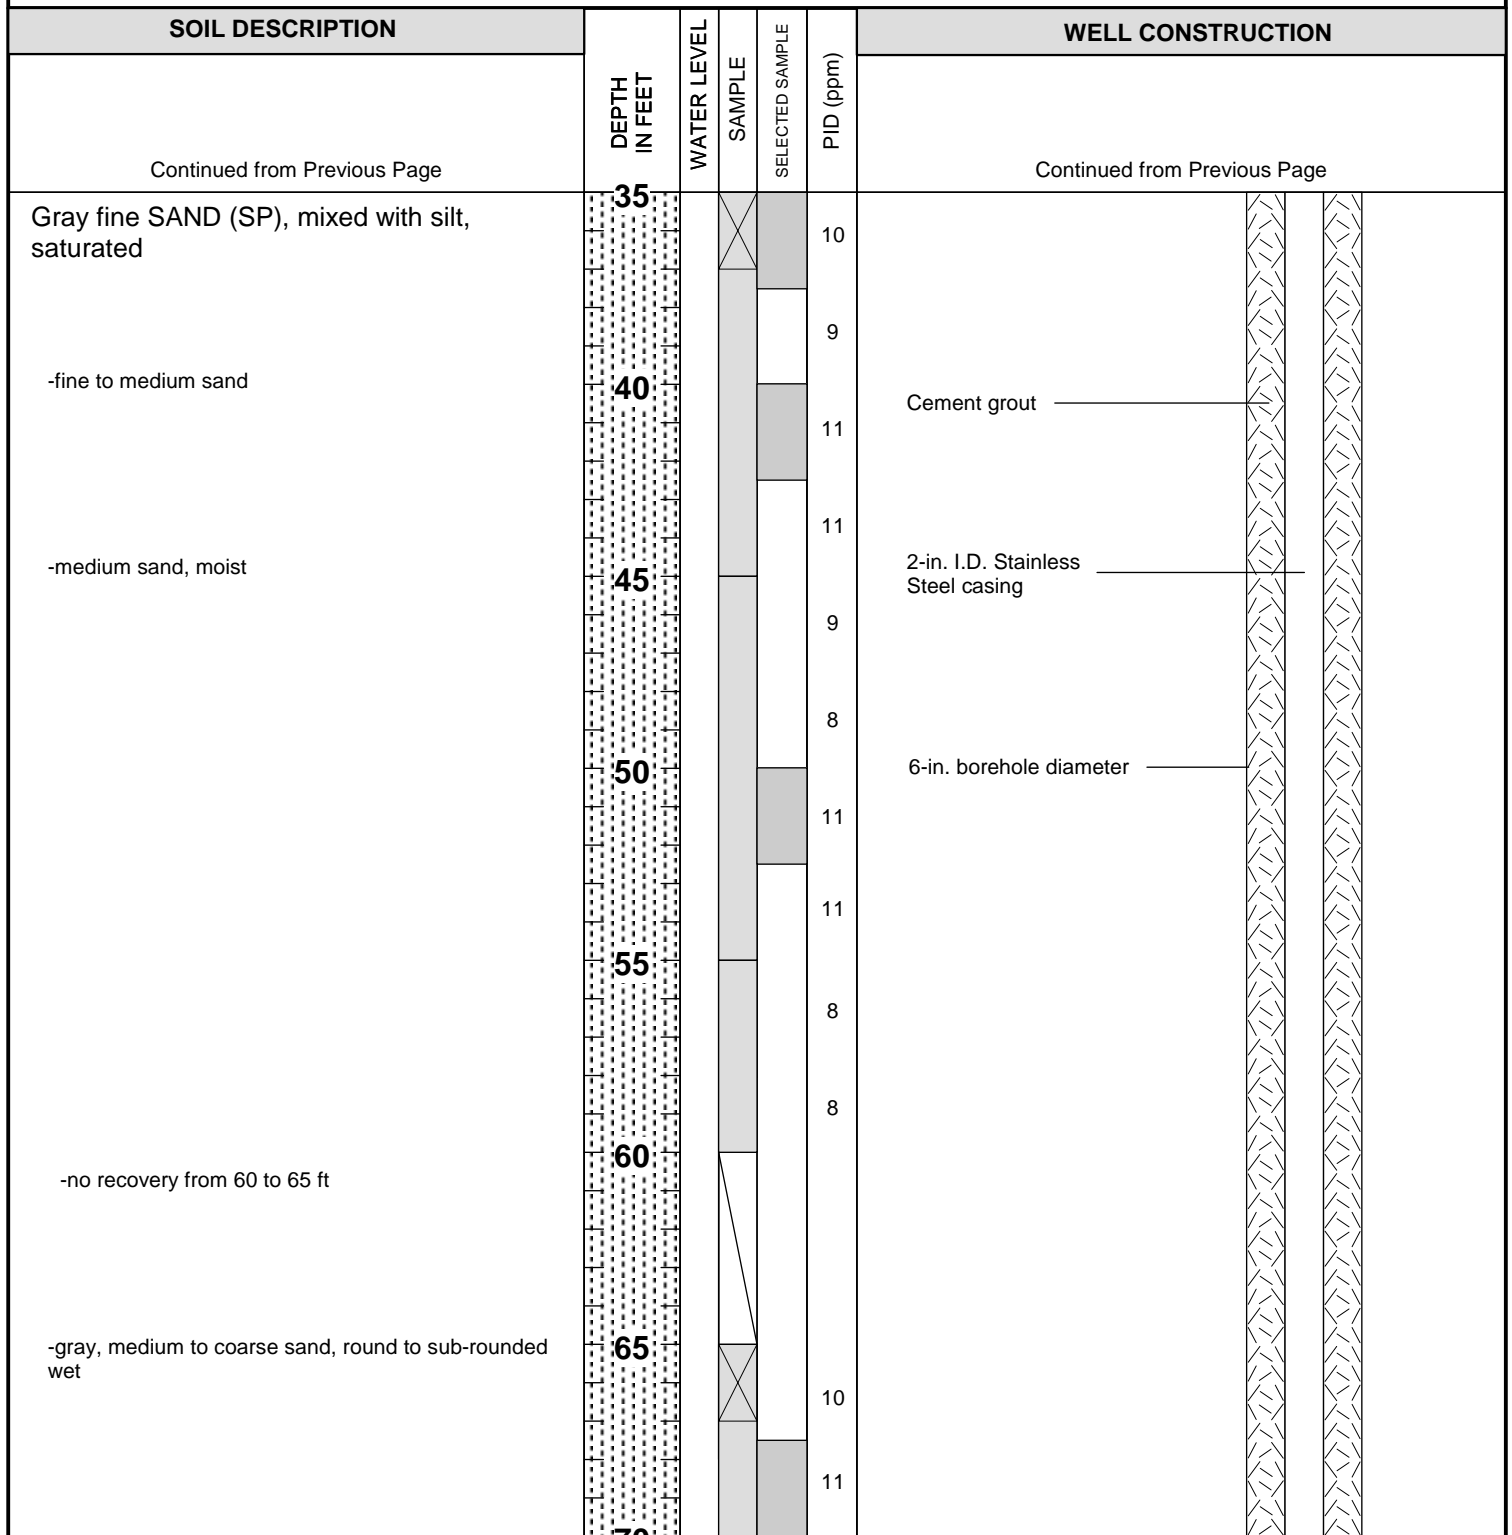 SOIL DESCRIPTION
DEPTH
IN FEET
WATER LEVEL
SAMPLE
SELECTED SAMPLE
PID (ppm)
WELL CONSTRUCTION
Continued from Previous Page
Continued from Previous Page
35
Gray fine SAND (SP), mixed with silt,
saturated
10
9
-fine to medium sand
40
Cement grout
11
11
-medium sand, moist
45
2-in. I.D. Stainless
Steel casing
9
8
50
6-in. borehole diameter
11
11
55
8
8
60
-no recovery from 60 to 65 ft
-gray, medium to coarse sand, round to sub-rounded
wet
65
10
11
70